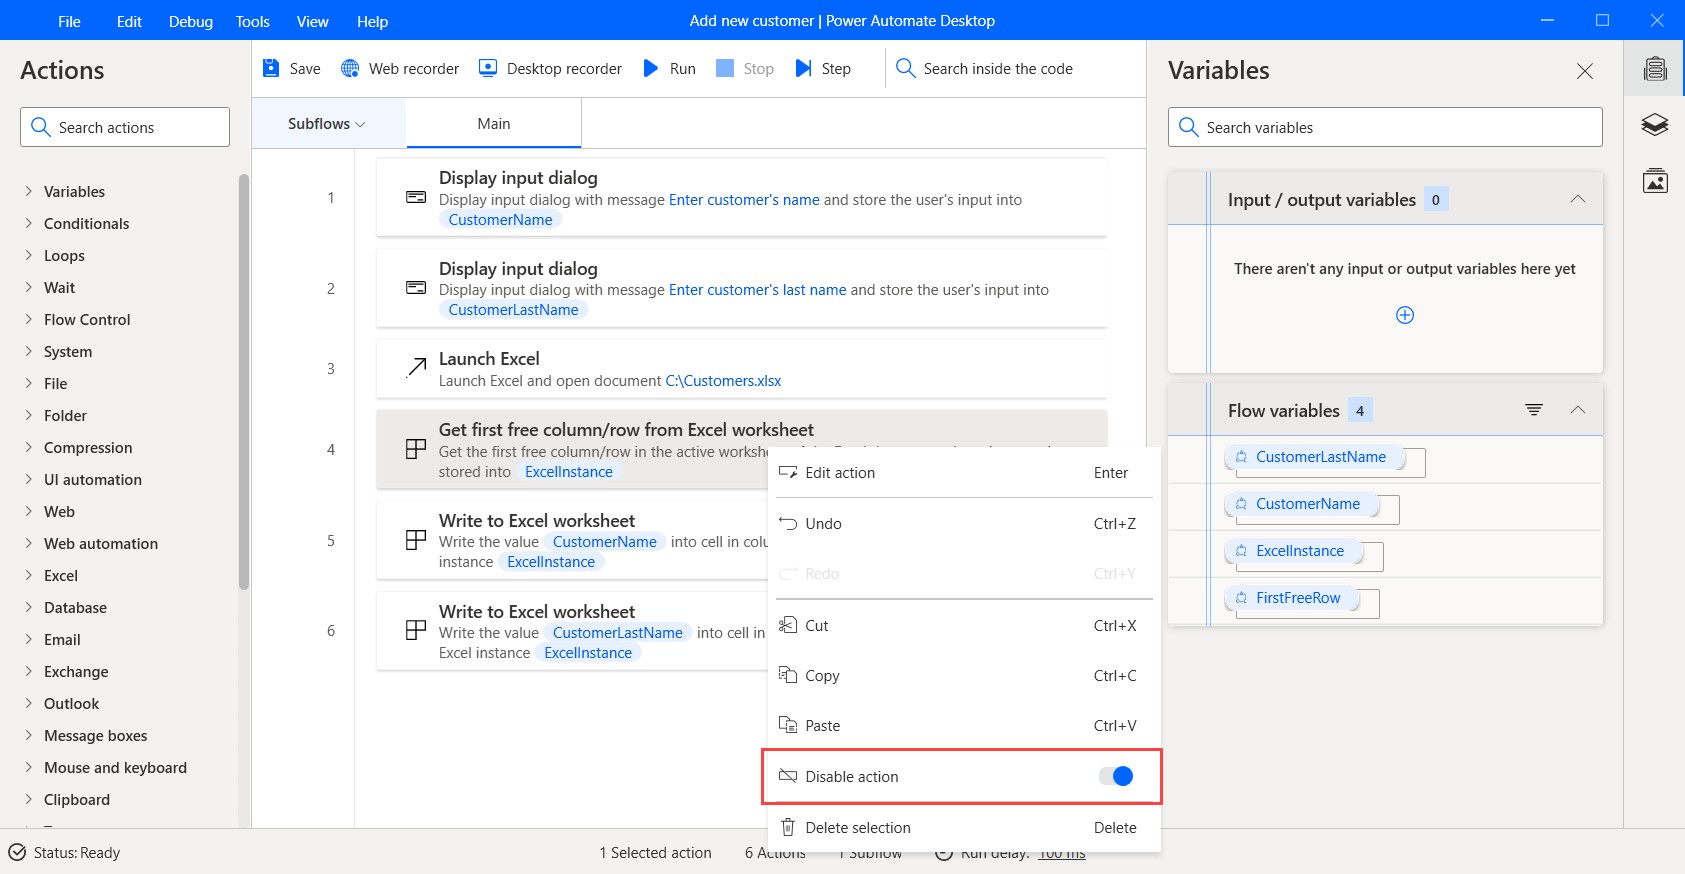 File Edit Debug Tools View Help
Add new customer | Power Automate Desktop
Actions
Search actions
Variables
Conditionals
Loops
Wait
Flow Control
System
File
Folder
Compression
UI automation
Web
Web automation
Excel
Database
Email
Exchange
Outlook
Message boxes
Mouse and keyboard
Clipboard
Save Web recorder Desktop recorder Run Stop Step Search inside the code
Subflows Main
1
Display input dialog
Display input dialog with message Enter customer's name and store the user's input into
CustomerName
2
Display input dialog
Display input dialog with message Enter customer's last name and store the user's input into
CustomerLastName
3
Launch Excel
Launch Excel and open document C:\Customers.xlsx
4
Get first free column/row from Excel worksheet
Get the first free column/row in the active workshe
stored into ExcelInstance
5
Write to Excel worksheet
Write the value CustomerName into cell in colu
instance ExcelInstance
6
Write to Excel worksheet
Write the value CustomerLastName into cell in
Excel instance ExcelInstance
Edit action Enter
Undo Ctrl+Z
Redo Ctrl+Y
Cut Ctrl+X
Copy Ctrl+C
Paste Ctrl+V
Disable action
Delete selection Delete
Variables
Search variables
Input / output variables 0
There aren't any input or output variables here yet
Flow variables 4
CustomerLastName
CustomerName
ExcelInstance
FirstFreeRow
Status: Ready
1 Selected action 6 Actions 1 Subflow Run delay: 100 ms